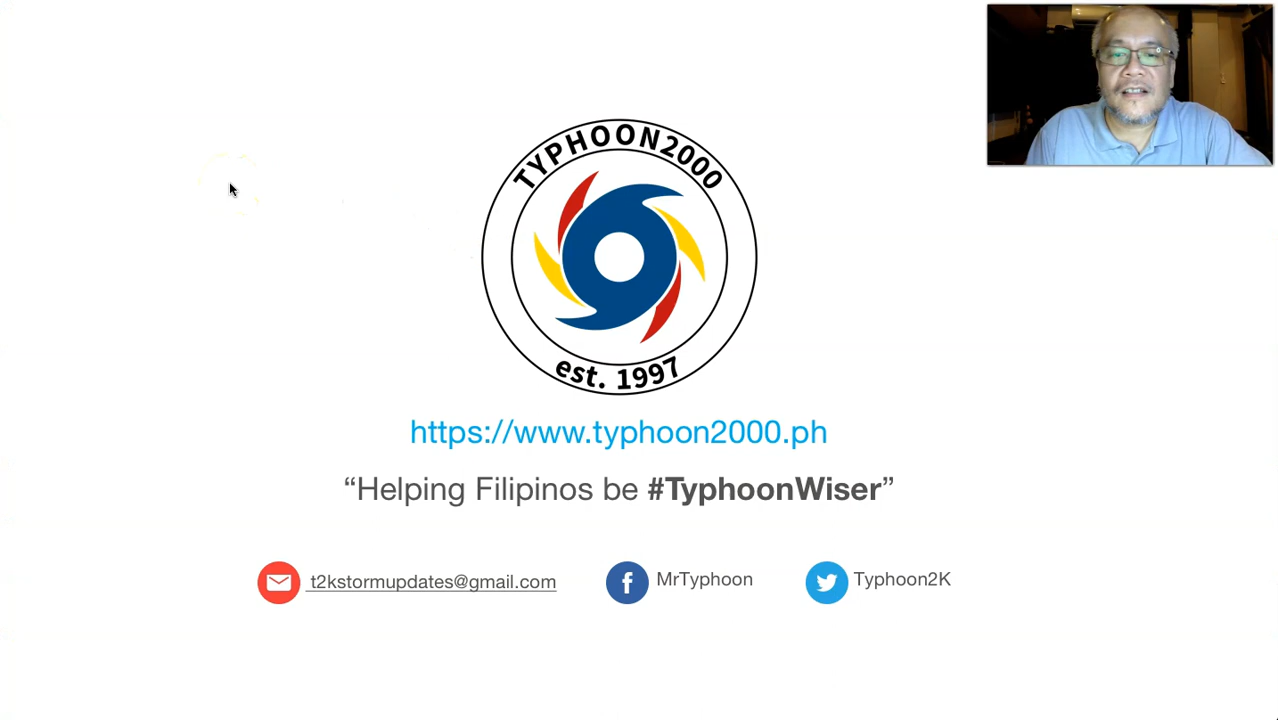 TYPHOON2000
est. 1997
https://www.typhoon2000.ph
“Helping Filipinos be #TyphoonWiser”
t2kstormupdates@gmail.com
MrTyphoon
Typhoon2K